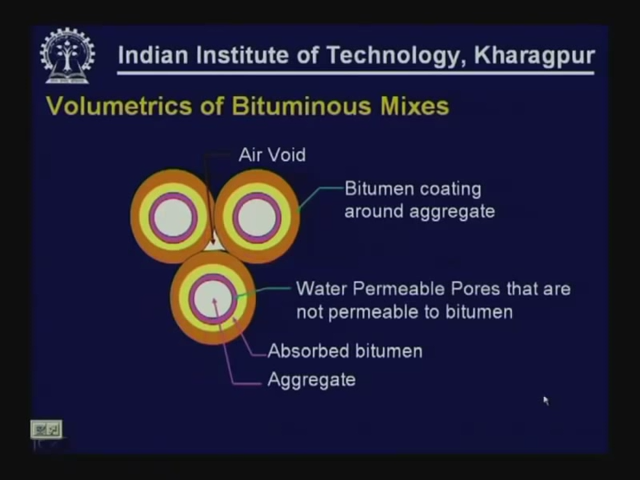 Indian Institute of Technology, Kharagpur
Volumetrics of Bituminous Mixes
Air Void
Bitumen coating
around aggregate
Water Permeable Pores that are
not permeable to bitumen
Absorbed bitumen
Aggregate